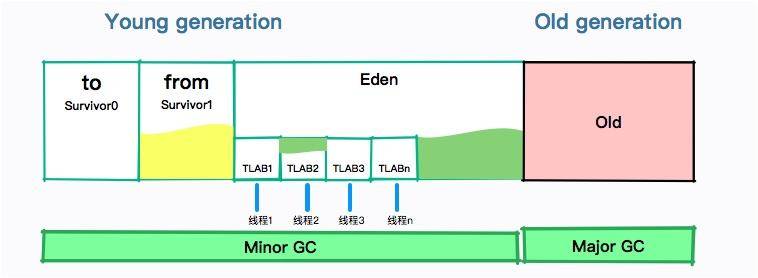 Young generation
Old generation
to
Survivor0
from
Survivor1
Eden
Old
TLAB1
TLAB2
TLAB3
TLABn
线程1
线程2
线程3
线程n
Minor GC
Major GC